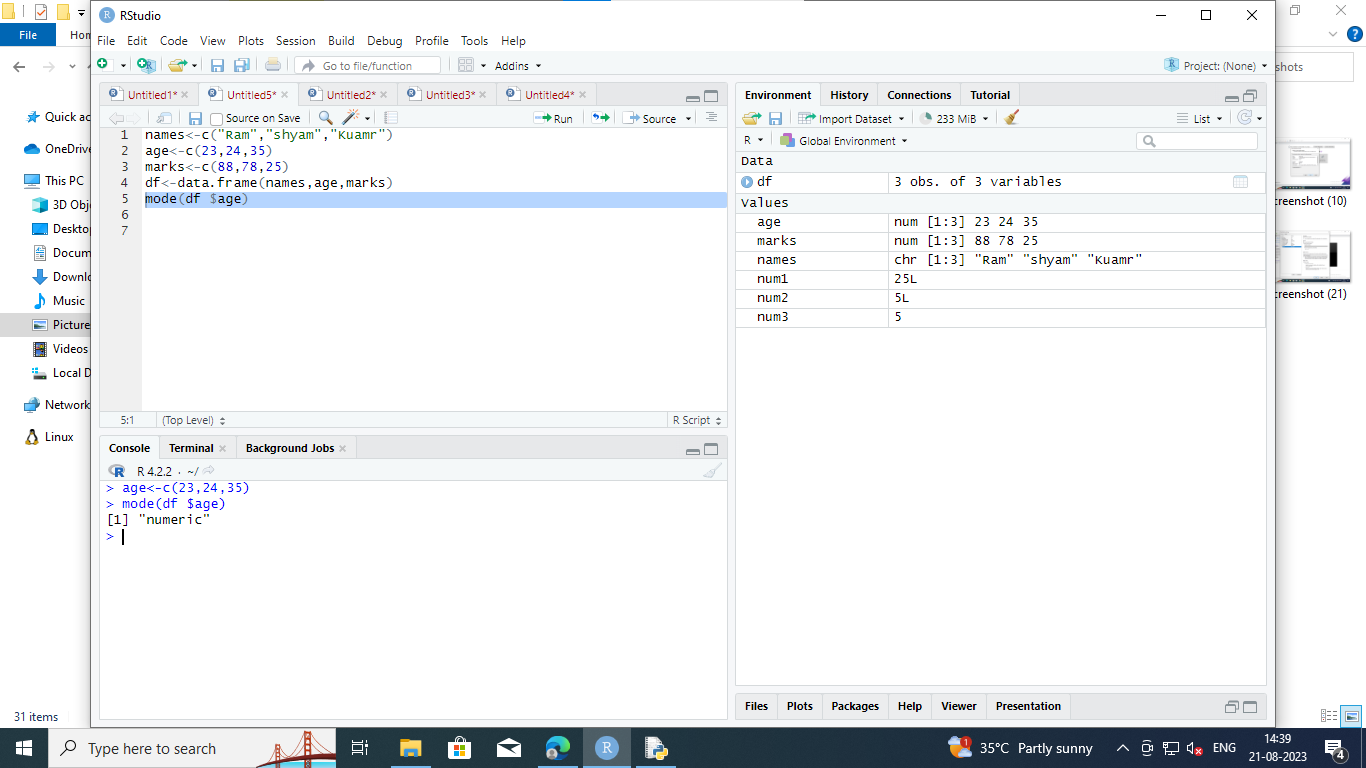 RStudio
File Edit Code View Plots Session Build Debug Profile Tools Help
Go to file/function Addins Project: (None)
Untitled1* Untitled5* Untitled2* Untitled3* Untitled4*
Source on Save Run Source
1 names<-c("Ram","shyam","Kuamr")
2 age<-c(23,24,35)
3 marks<-c(88,78,25)
4 df<-data.frame(names,age,marks)
5 mode(df $age)
6
7
5:1 (Top Level) R Script
Console Terminal Background Jobs
R 4.2.2 · ~/
> age<-c(23,24,35)
> mode(df $age)
[1] "numeric"
>
Environment History Connections Tutorial
Import Dataset 233 MiB List
R Global Environment
Data
df 3 obs. of 3 variables
Values
age num [1:3] 23 24 35
marks num [1:3] 88 78 25
names chr [1:3] "Ram" "shyam" "Kuamr"
num1 25L
num2 5L
num3 5
Files Plots Packages Help Viewer Presentation
File Hon
Quick ac
OneDrive
This PC
3D Obj
Deskto
Docum
Downlo
Music
Picture
Videos
Local D
Network
Linux
31 items
shots
creenshot (10)
creenshot (21)
Type here to search
1
35°C Partly sunny
ENG
14:39
21-08-2023
4